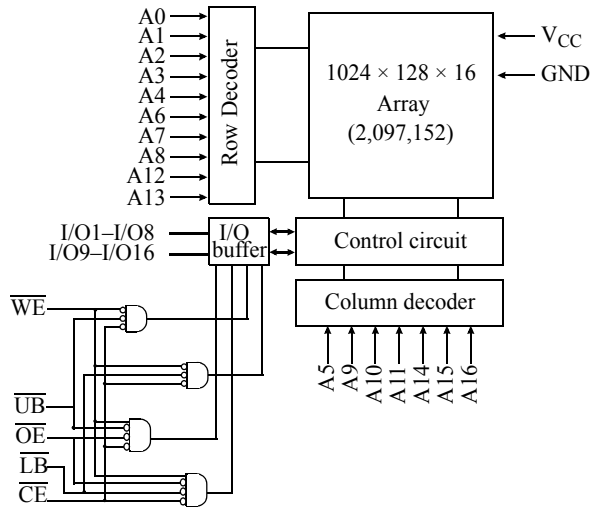 A0
A1
A2
A3
A4
A6
A7
A8
A12
A13
Row Decoder
1024 × 128 × 16
Array
(2,097,152)
VCC
GND
I/O1–I/O8
I/O9–I/O16
I/O
buffer
Control circuit
Column decoder
A5
A9
A10
A11
A14
A15
A16
WE
UB
OE
LB
CE